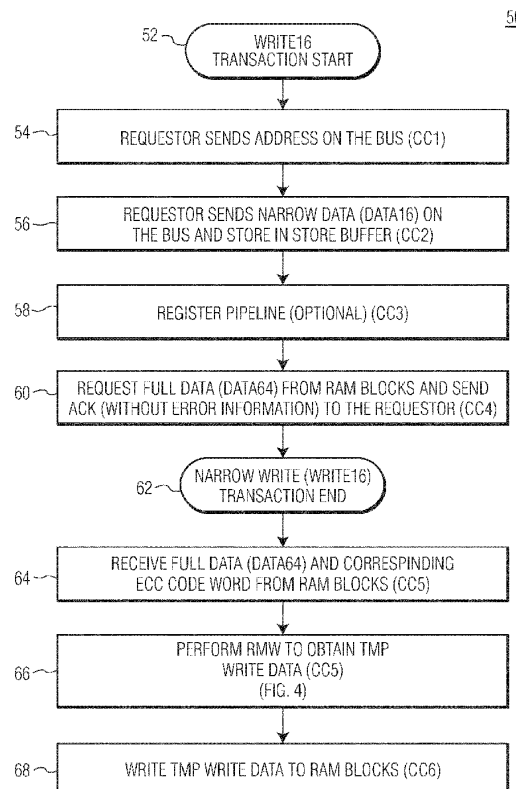 50
52
WRITE16
TRANSACTION START
54
REQUESTOR SENDS ADDRESS ON THE BUS (CC1)
56
REQUESTOR SENDS NARROW DATA (DATA16) ON
THE BUS AND STORE IN STORE BUFFER (CC2)
58
REGISTER PIPELINE (OPTIONAL) (CC3)
60
REQUEST FULL DATA (DATA64) FROM RAM BLOCKS AND SEND
ACK (WITHOUT ERROR INFORMATION) TO THE REQUESTOR (CC4)
62
NARROW WRITE (WRITE16)
TRANSACTION END
64
RECEIVE FULL DATA (DATA64) AND CORRESPINDING
ECC CODE WORD FROM RAM BLOCKS (CC5)
66
PERFORM RMW TO OBTAIN TMP
WRITE DATA (CC5)
(FIG. 4)
68
WRITE TMP WRITE DATA TO RAM BLOCKS (CC6)